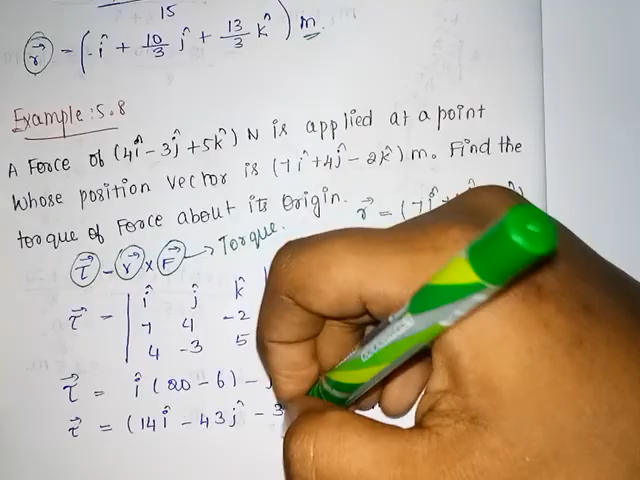 15
r⃗ = (-î + 10/3 ĵ + 13/3 k̂) m
Example:5.8
A Force of (4î - 3ĵ + 5k̂) N is applied at a point
whose position vector is (7î + 4ĵ - 2k̂) m. Find the
torque of Force about its origin.
r⃗ = (7î
τ⃗ = r⃗ × F⃗ → Torque.
î ĵ k̂
τ⃗ = 7 4 -2
4 -3 5
τ⃗ = î (20 - 6) -
τ⃗ = (14î - 43ĵ - 3